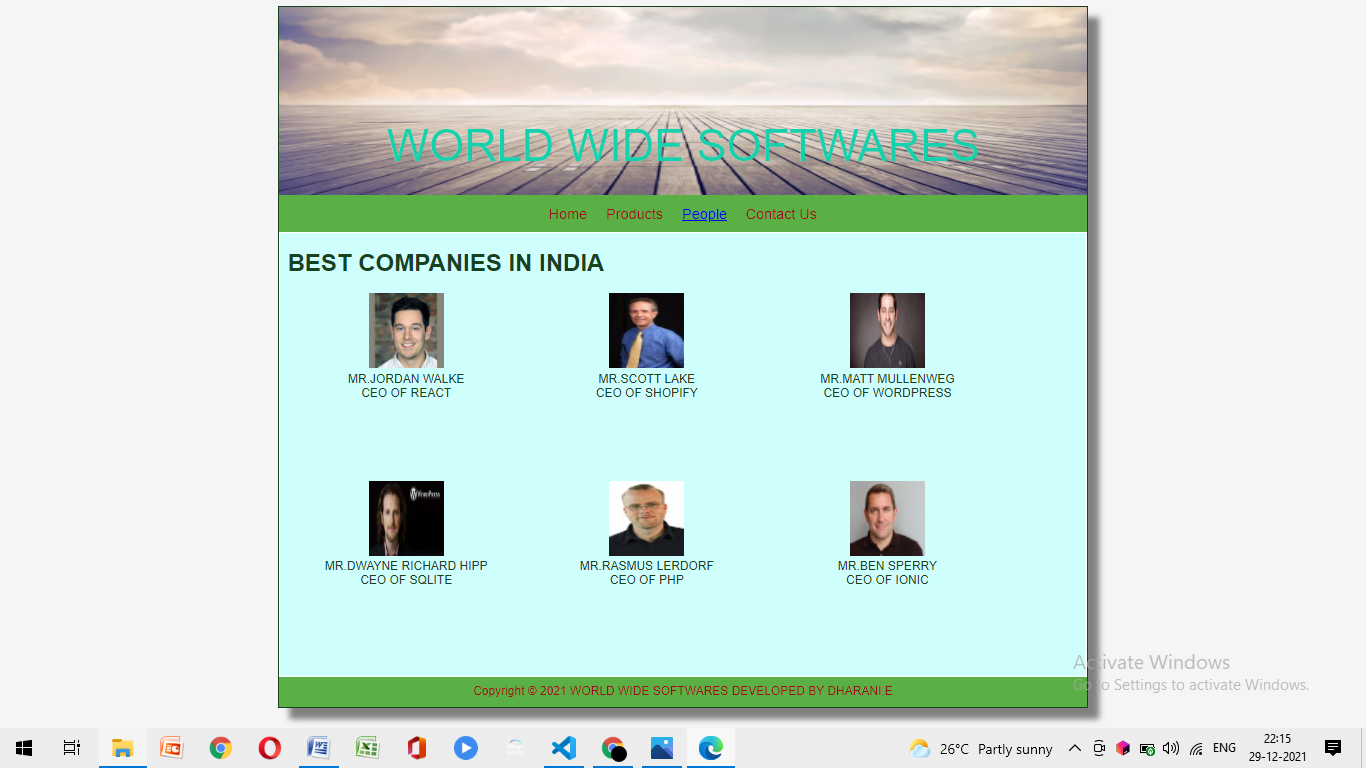 WORLD WIDE SOFTWARES
Home Products People Contact Us
BEST COMPANIES IN INDIA
MR.JORDAN WALKE
CEO OF REACT
MR.SCOTT LAKE
CEO OF SHOPIFY
MR.MATT MULLENWEG
CEO OF WORDPRESS
WORDPRESS
MR.DWAYNE RICHARD HIPP
CEO OF SQLITE
MR.RASMUS LERDORF
CEO OF PHP
MR.BEN SPERRY
CEO OF IONIC
Copyright © 2021 WORLD WIDE SOFTWARES DEVELOPED BY DHARANI.E
Activate Windows
Go to Settings to activate Windows.
26°C Partly sunny
ENG
22:15
29-12-2021